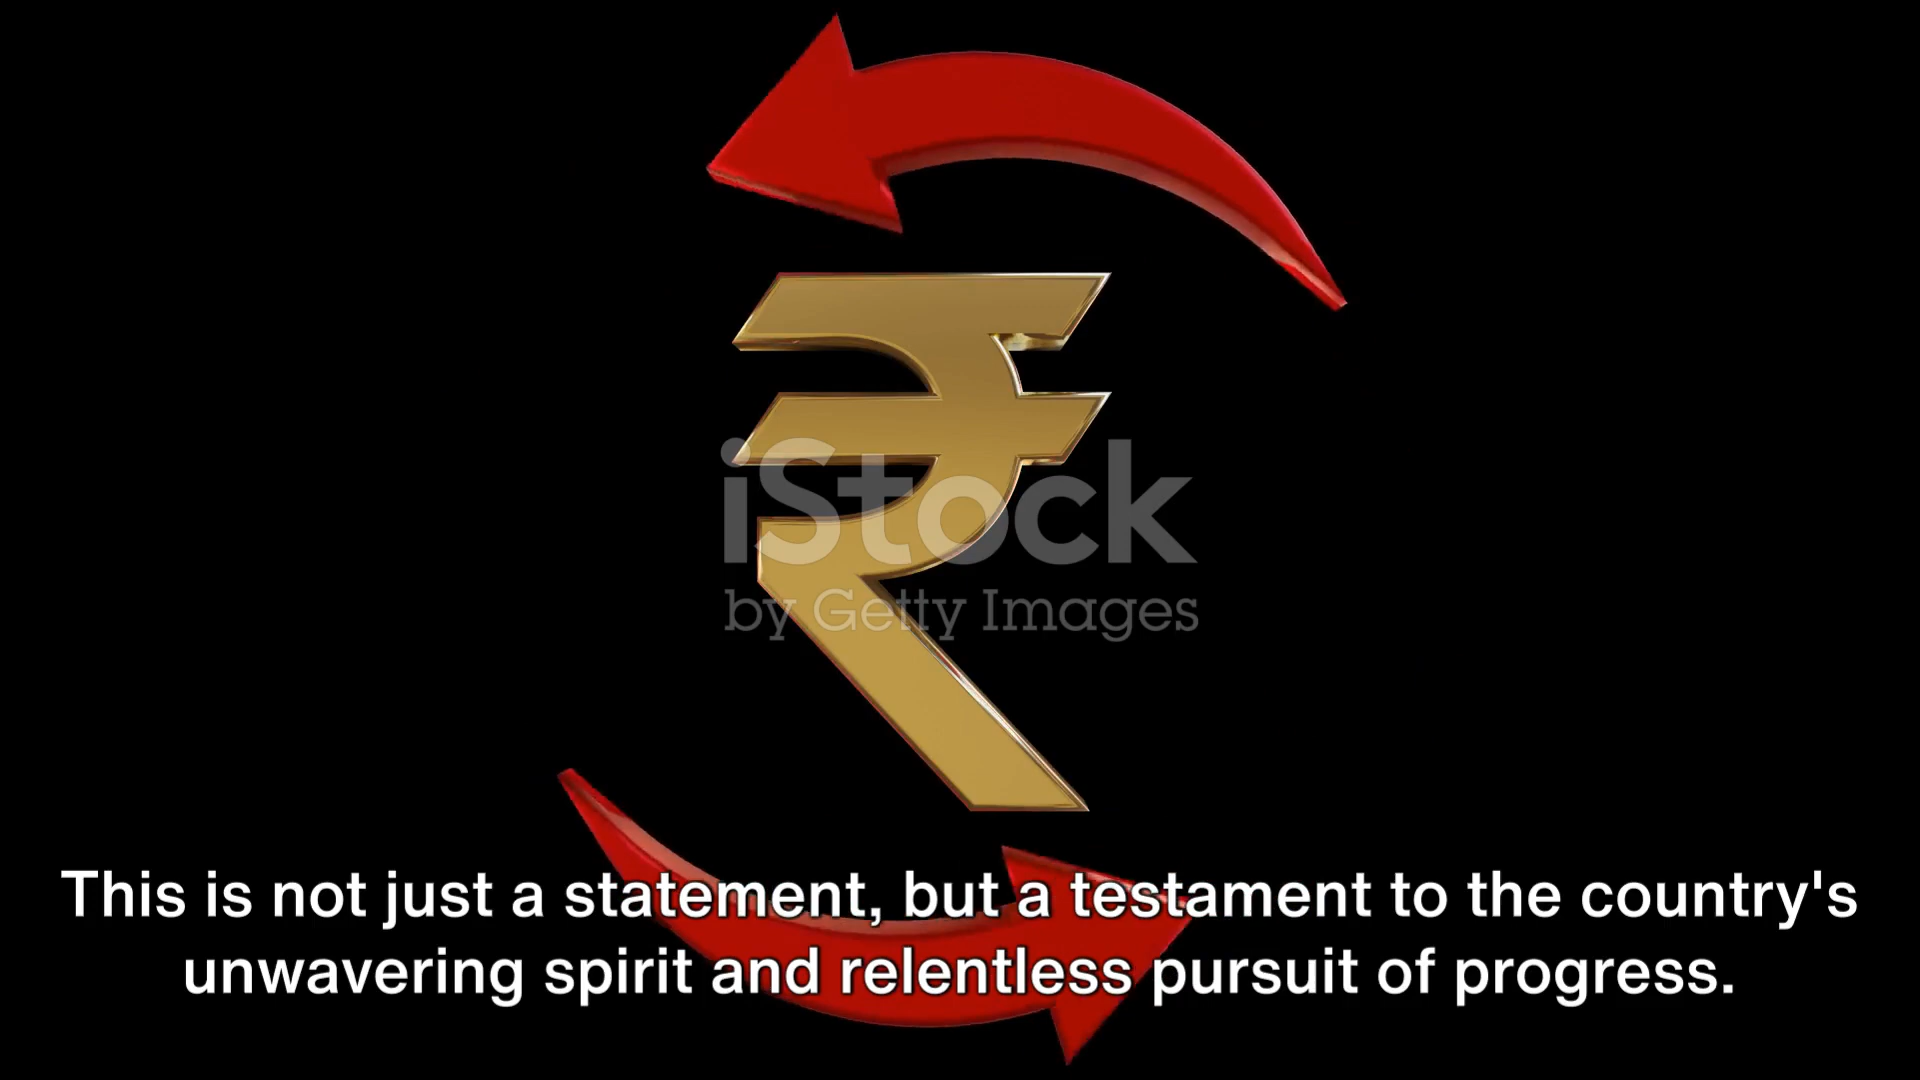 ₹
iStock
by Getty Images
This is not just a statement, but a testament to the country's
unwavering spirit and relentless pursuit of progress.